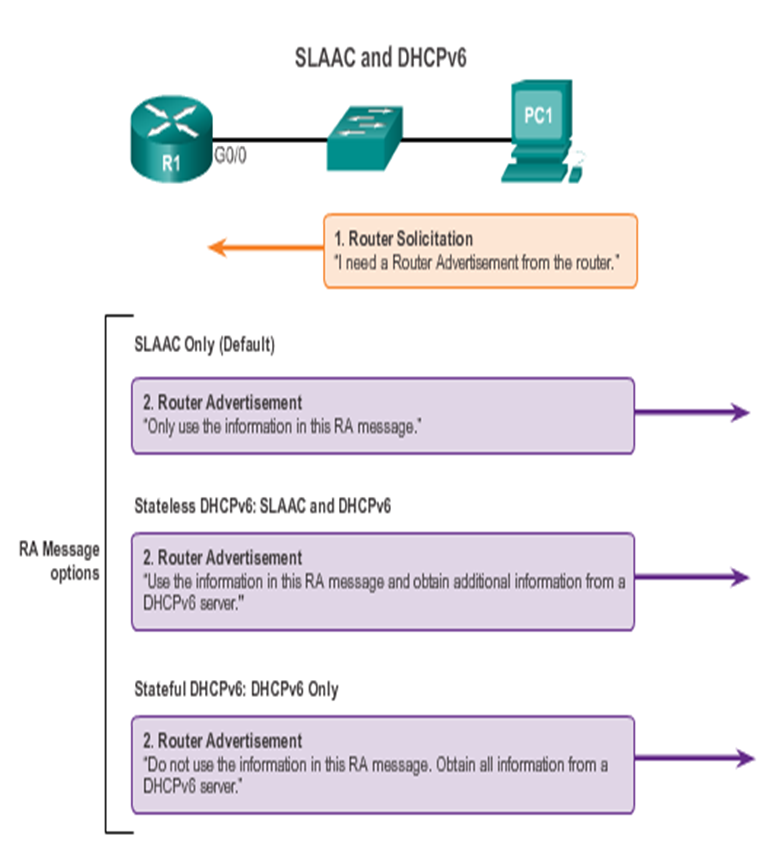 SLAAC and DHCPv6
R1
G0/0
PC1
1. Router Solicitation
"I need a Router Advertisement from the router."
SLAAC Only (Default)
2. Router Advertisement
"Only use the information in this RA message."
Stateless DHCPv6: SLAAC and DHCPv6
RA Message
options
2. Router Advertisement
"Use the information in this RA message and obtain additional information from a
DHCPv6 server."
Stateful DHCPv6: DHCPv6 Only
2. Router Advertisement
"Do not use the information in this RA message. Obtain all information from a
DHCPv6 server."